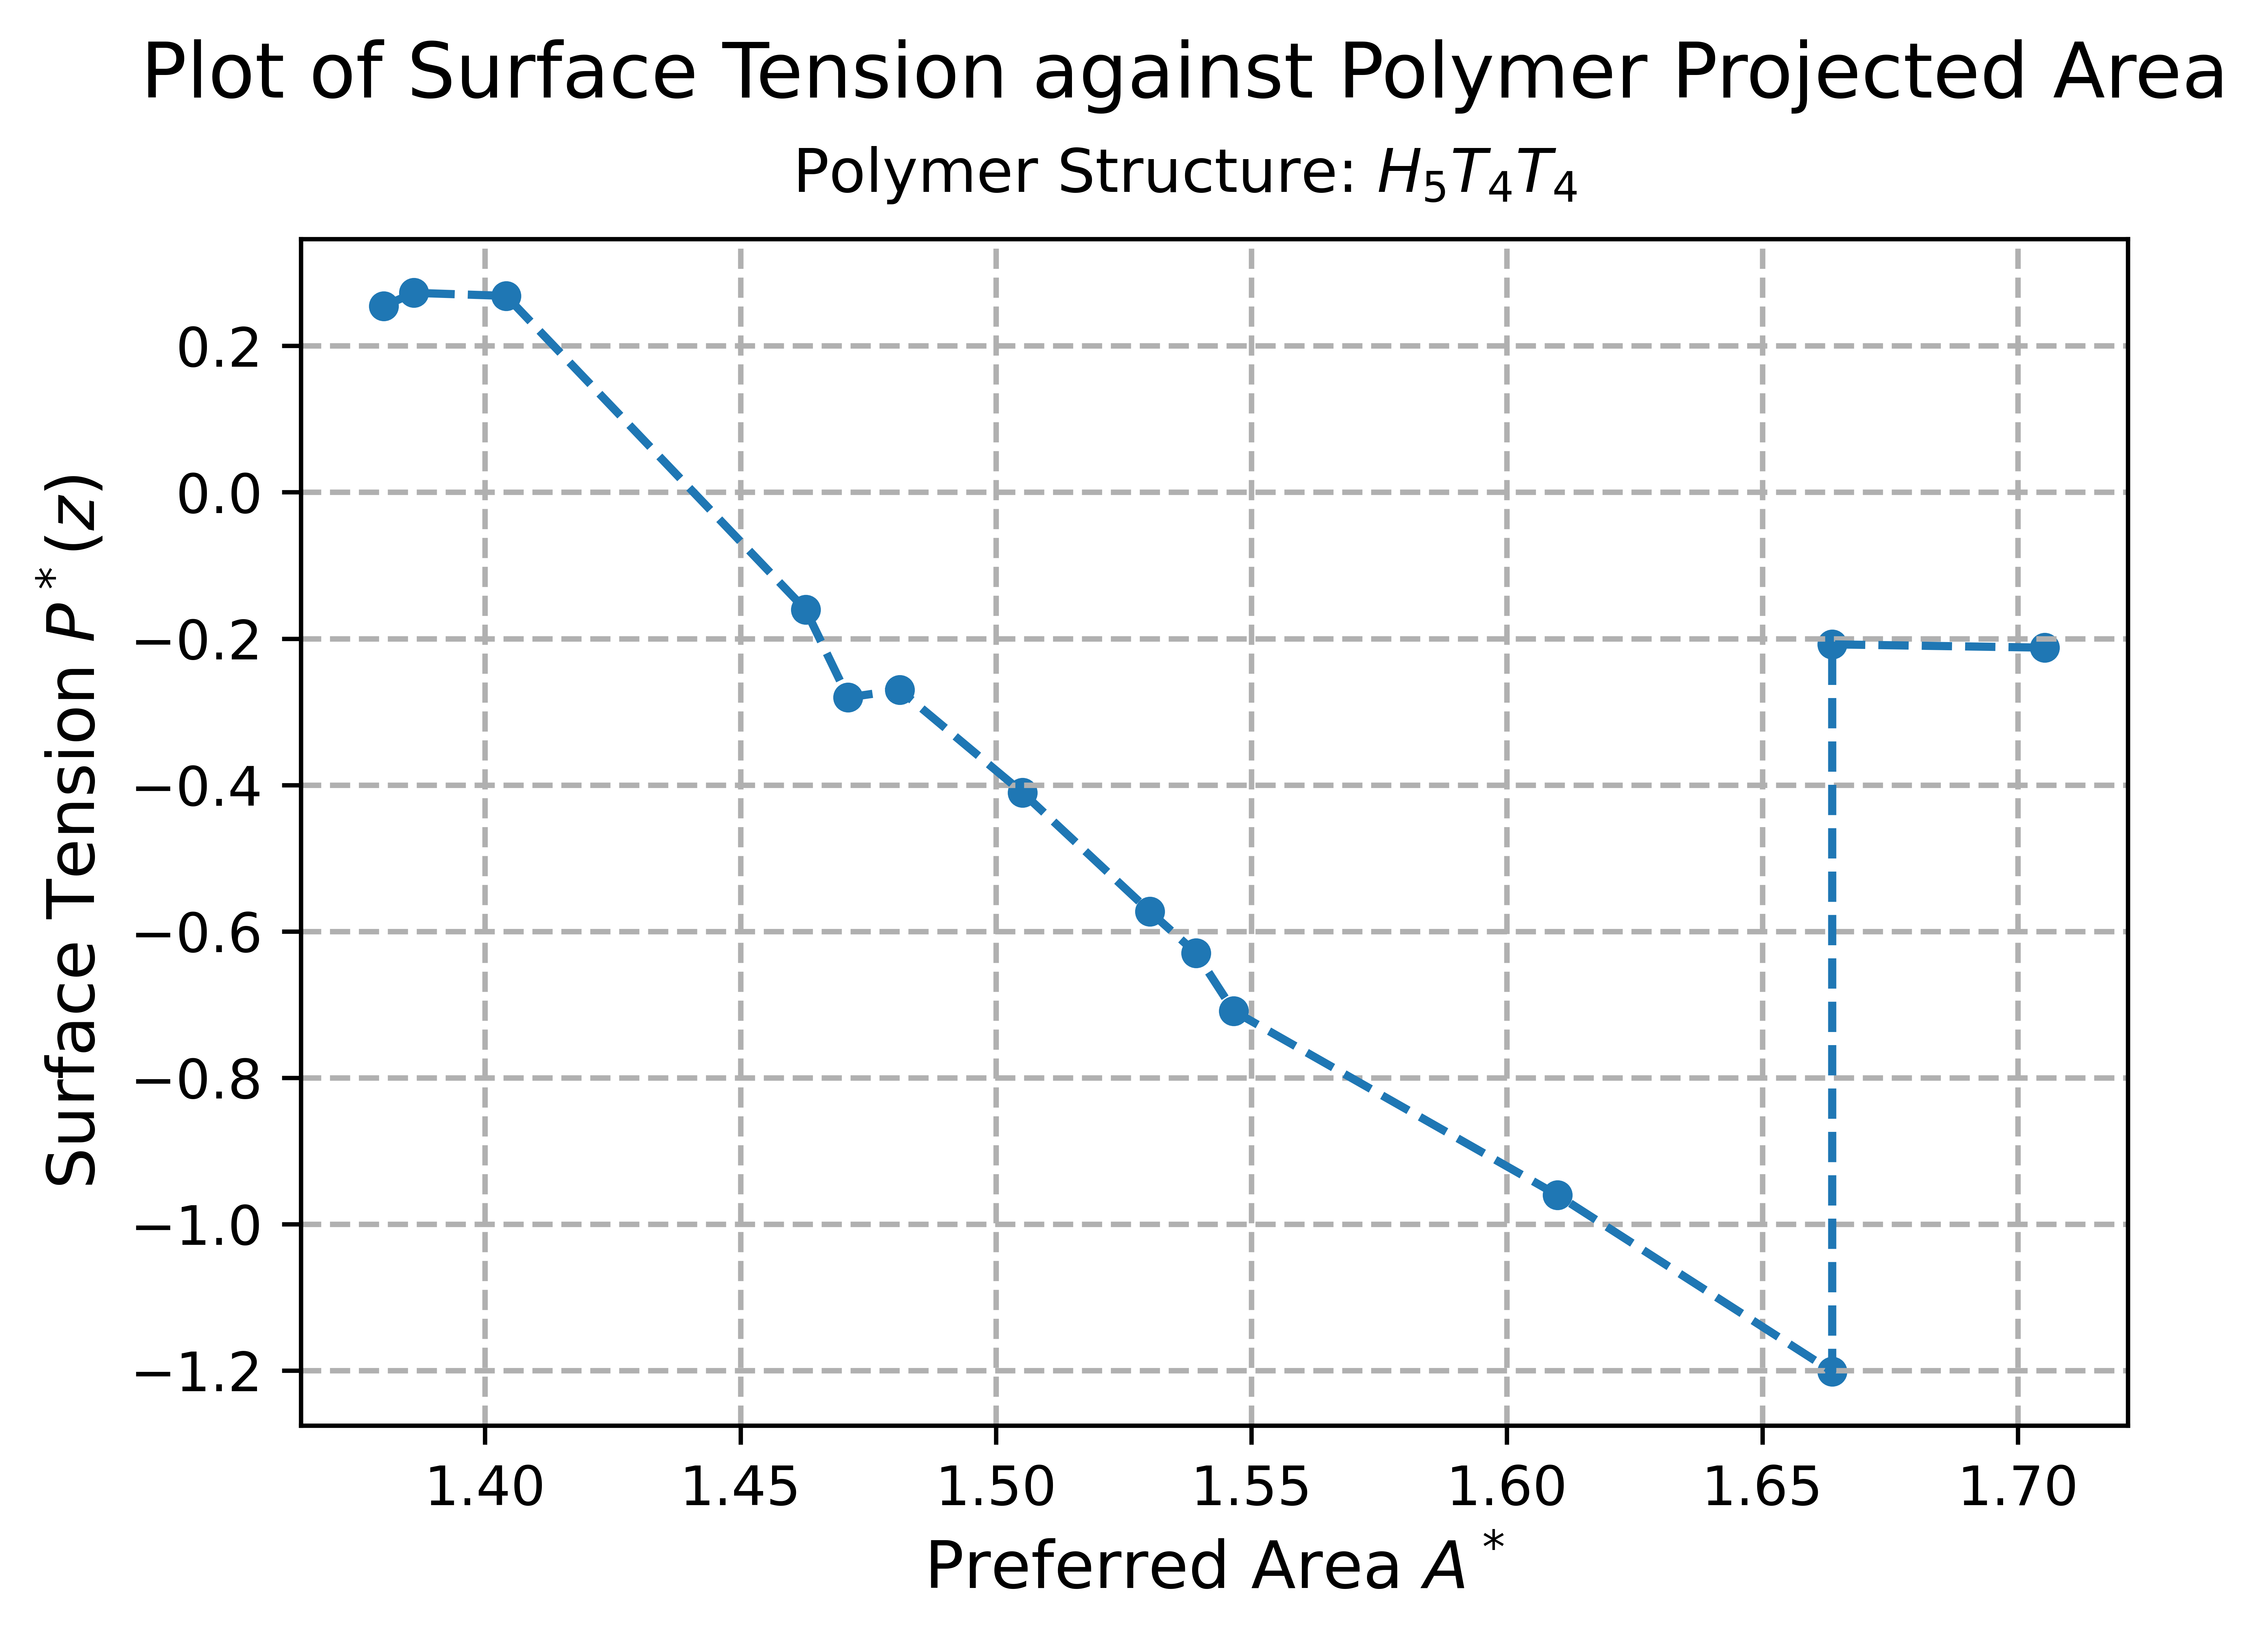 Plot of Surface Tension against Polymer Projected Area
Polymer Structure: H₅T₄T₄
Surface Tension P*(z)
0.2
0.0
−0.2
−0.4
−0.6
−0.8
−1.0
−1.2
1.40 1.45 1.50 1.55 1.60 1.65 1.70
Preferred Area A*